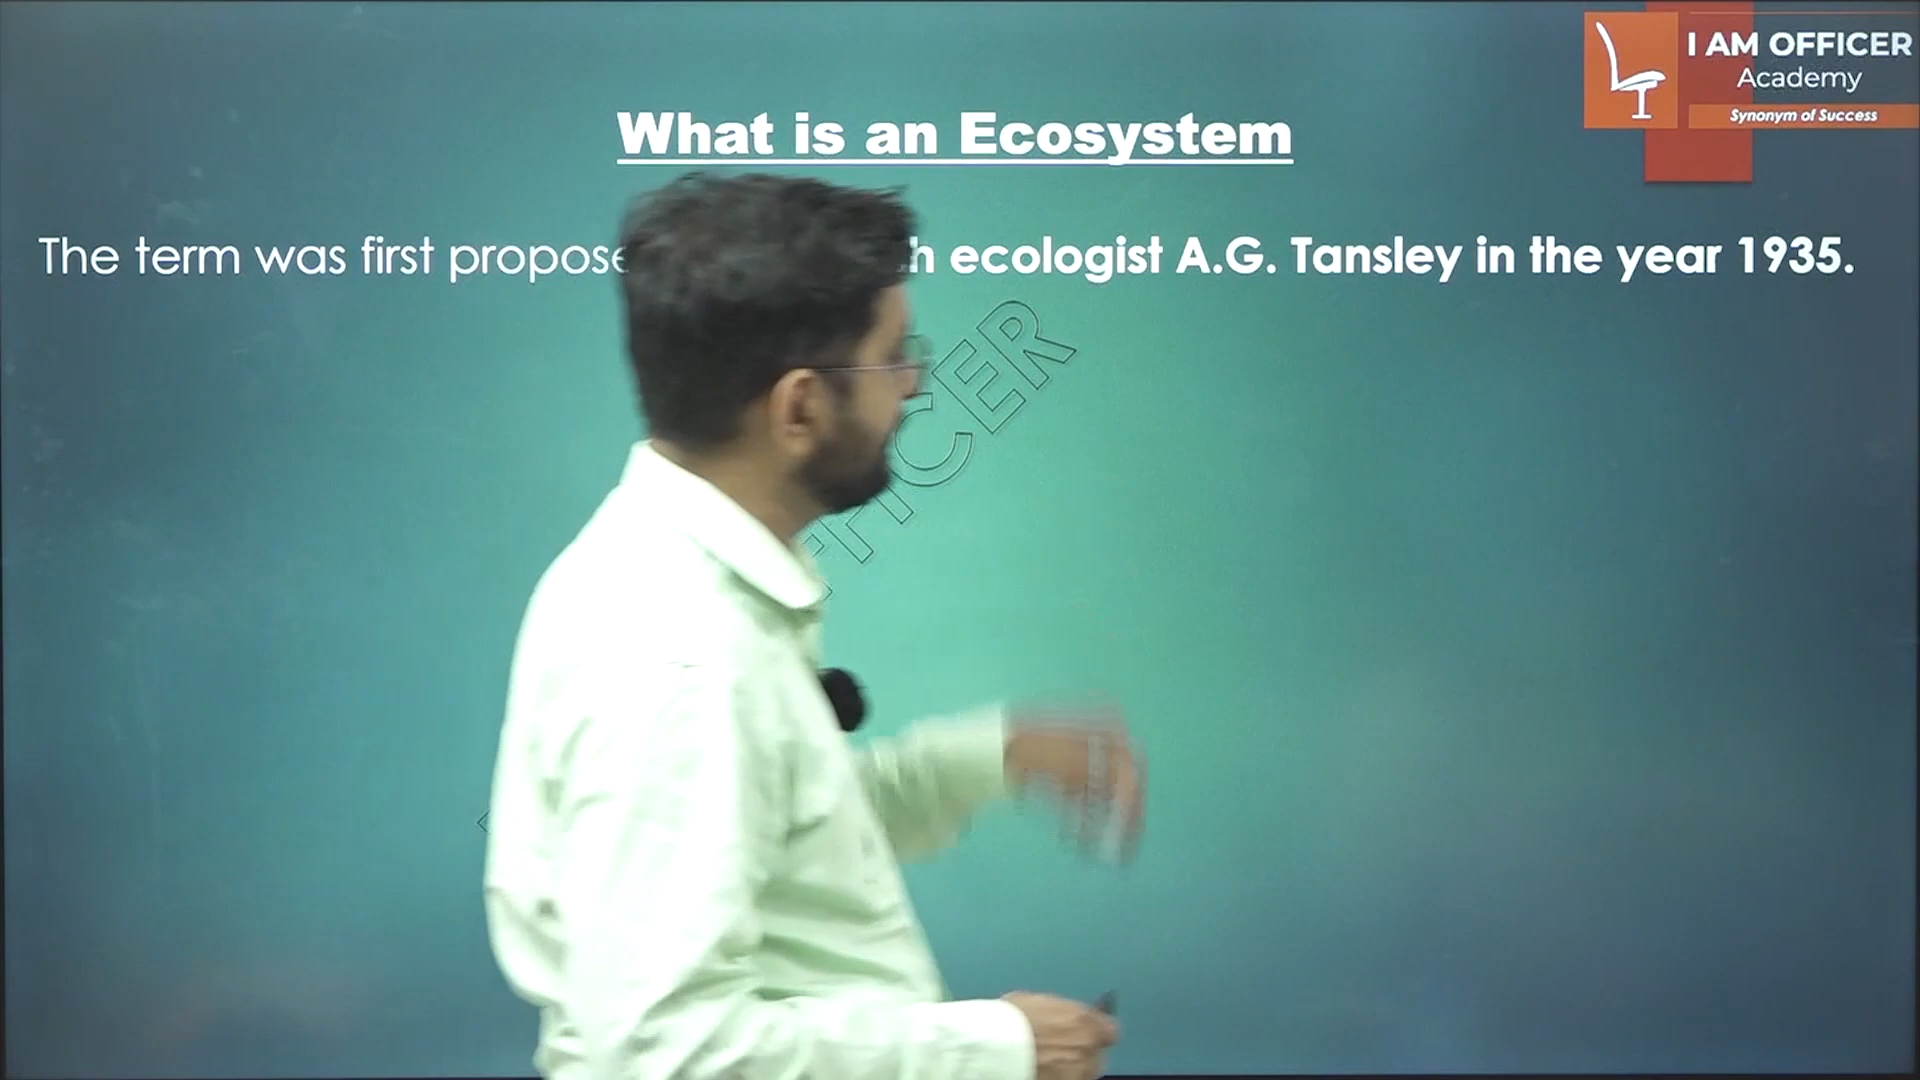 I AM OFFICER
Academy
Synonym of Success
What is an Ecosystem
The term was first ecologist A.G. Tansley in the year 1935.